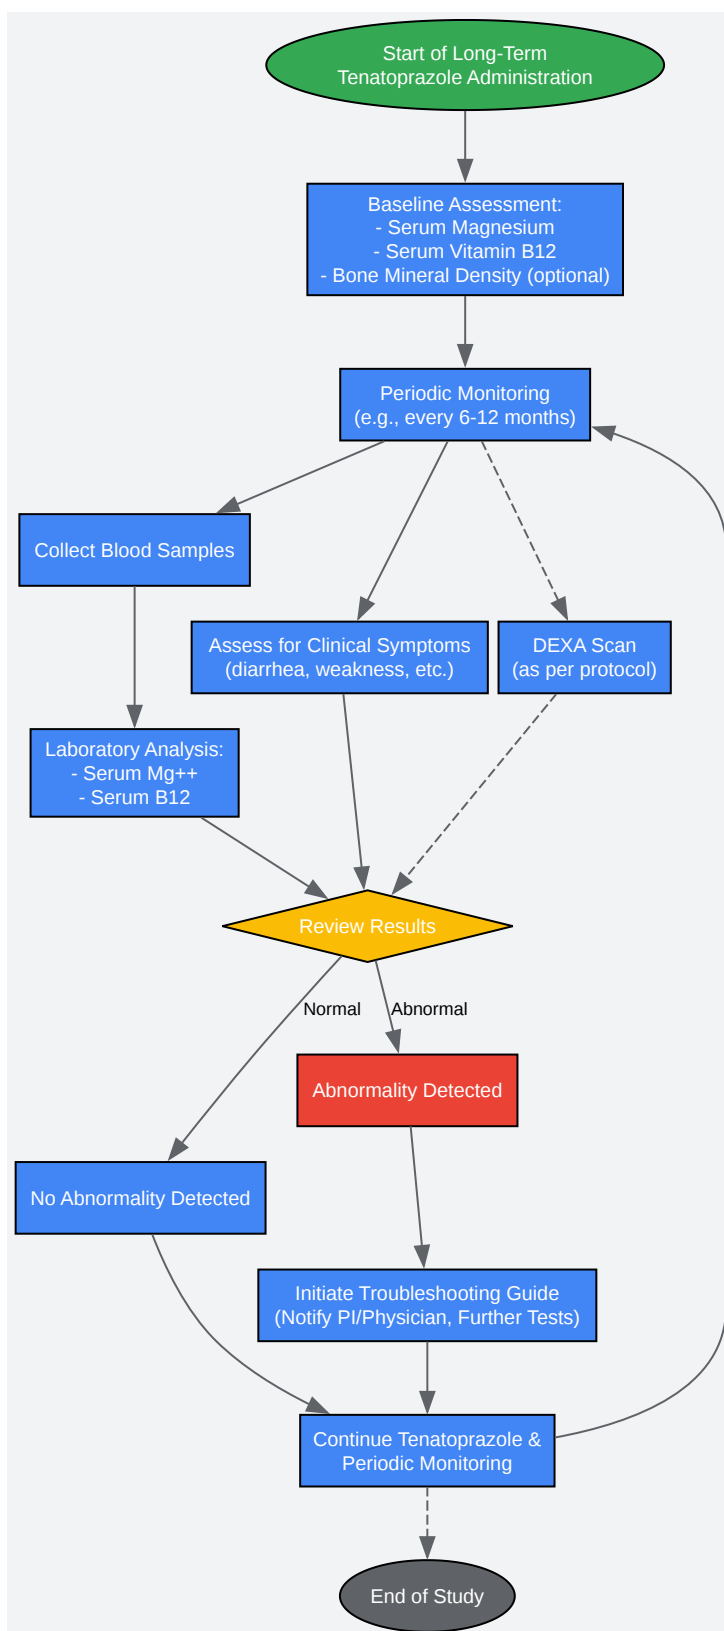 Start of Long-Term
Tenatoprazole Administration
Baseline Assessment:
- Serum Magnesium
- Serum Vitamin B12
- Bone Mineral Density (optional)
Periodic Monitoring
(e.g., every 6-12 months)
Collect Blood Samples
Assess for Clinical Symptoms
(diarrhea, weakness, etc.)
DEXA Scan
(as per protocol)
Laboratory Analysis:
- Serum Mg++
- Serum B12
Review Results
Normal
Abnormal
Abnormality Detected
No Abnormality Detected
Initiate Troubleshooting Guide
(Notify PI/Physician, Further Tests)
Continue Tenatoprazole &
Periodic Monitoring
End of Study